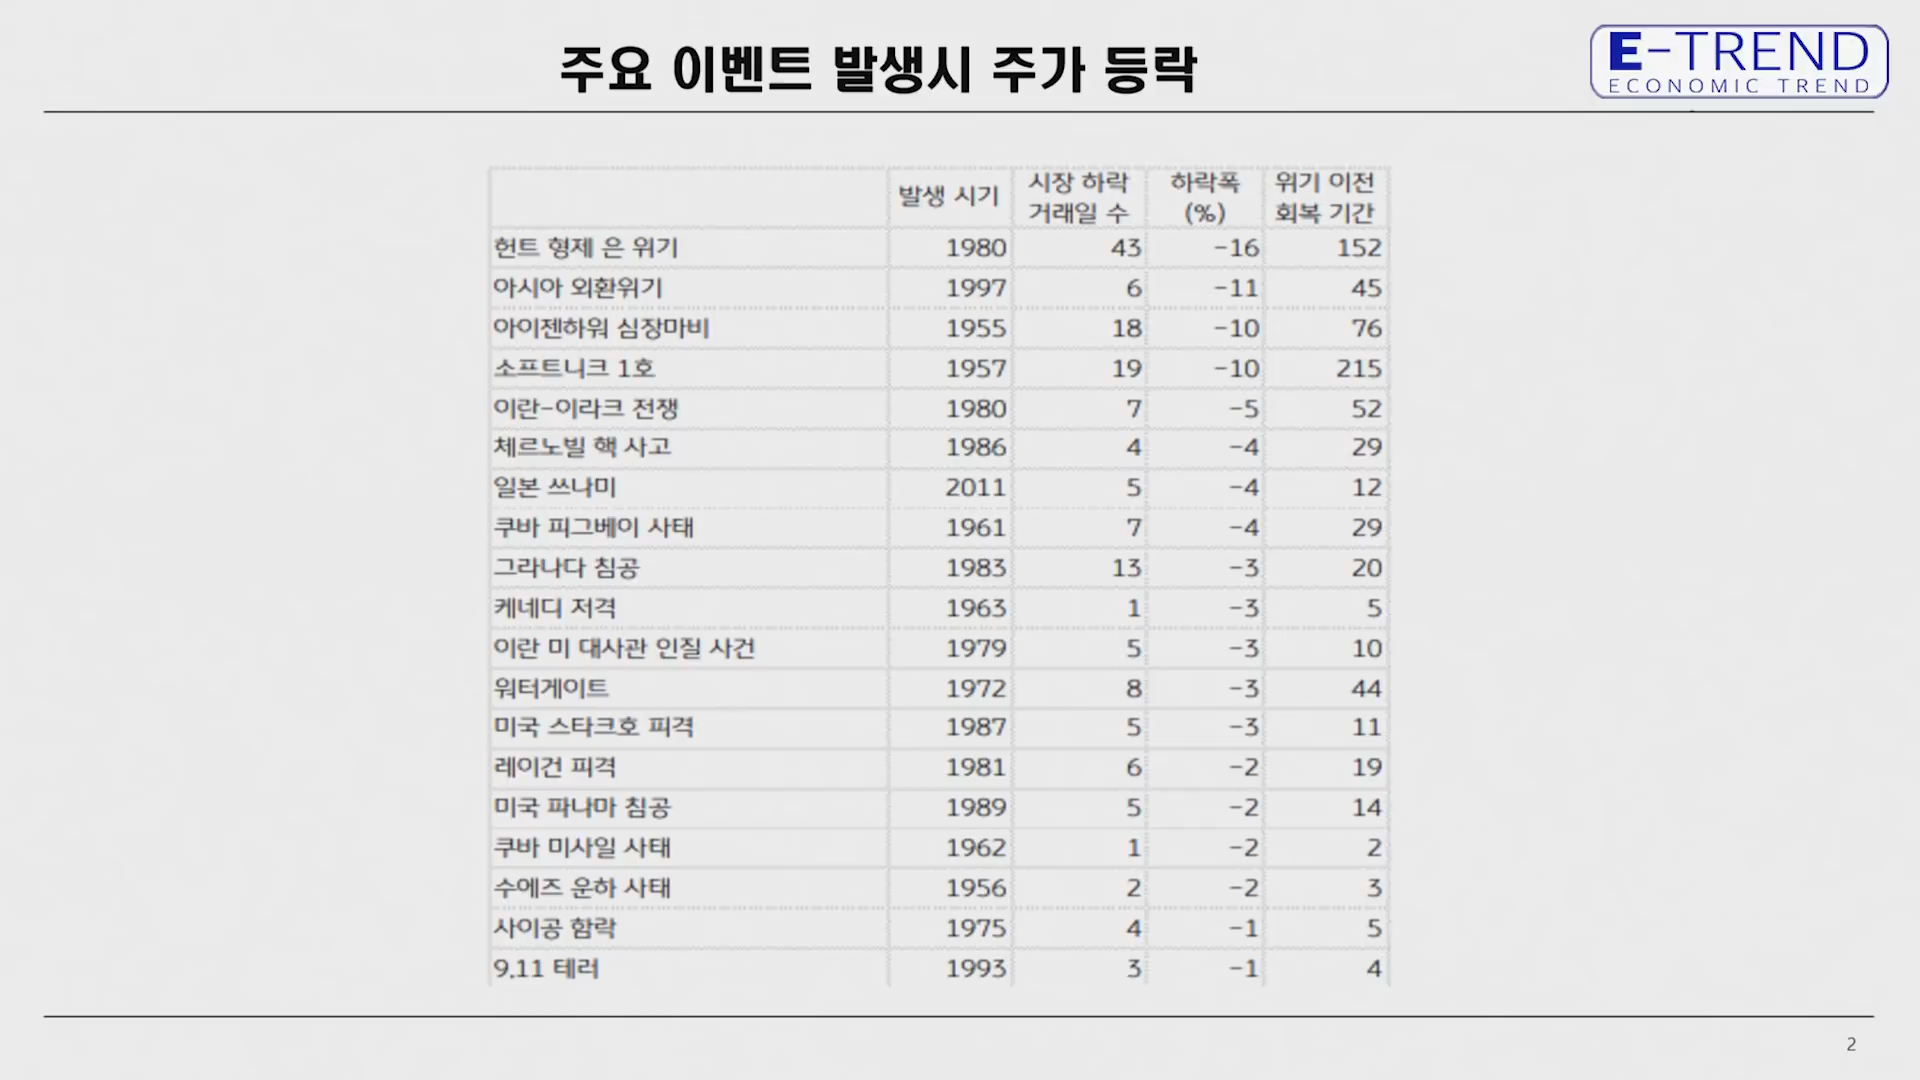 주요 이벤트 발생시 주가 등락
E-TREND
ECONOMIC TREND
발생 시기 시장 하락 거래일 수 하락폭 (%) 위기 이전 회복 기간
헌트 형제 은 위기 1980 43 -16 152
아시아 외환위기 1997 6 -11 45
아이젠하워 심장마비 1955 18 -10 76
소프트니크 1호 1957 19 -10 215
이란-이라크 전쟁 1980 7 -5 52
체르노빌 핵 사고 1986 4 -4 29
일본 쓰나미 2011 5 -4 12
쿠바 피그베이 사태 1961 7 -4 29
그라나다 침공 1983 13 -3 20
케네디 저격 1963 1 -3 5
이란 미 대사관 인질 사건 1979 5 -3 10
워터게이트 1972 8 -3 44
미국 스타크호 피격 1987 5 -3 11
레이건 피격 1981 6 -2 19
미국 파나마 침공 1989 5 -2 14
쿠바 미사일 사태 1962 1 -2 2
수에즈 운하 사태 1956 2 -2 3
사이공 함락 1975 4 -1 5
9.11 테러 1993 3 -1 4
2